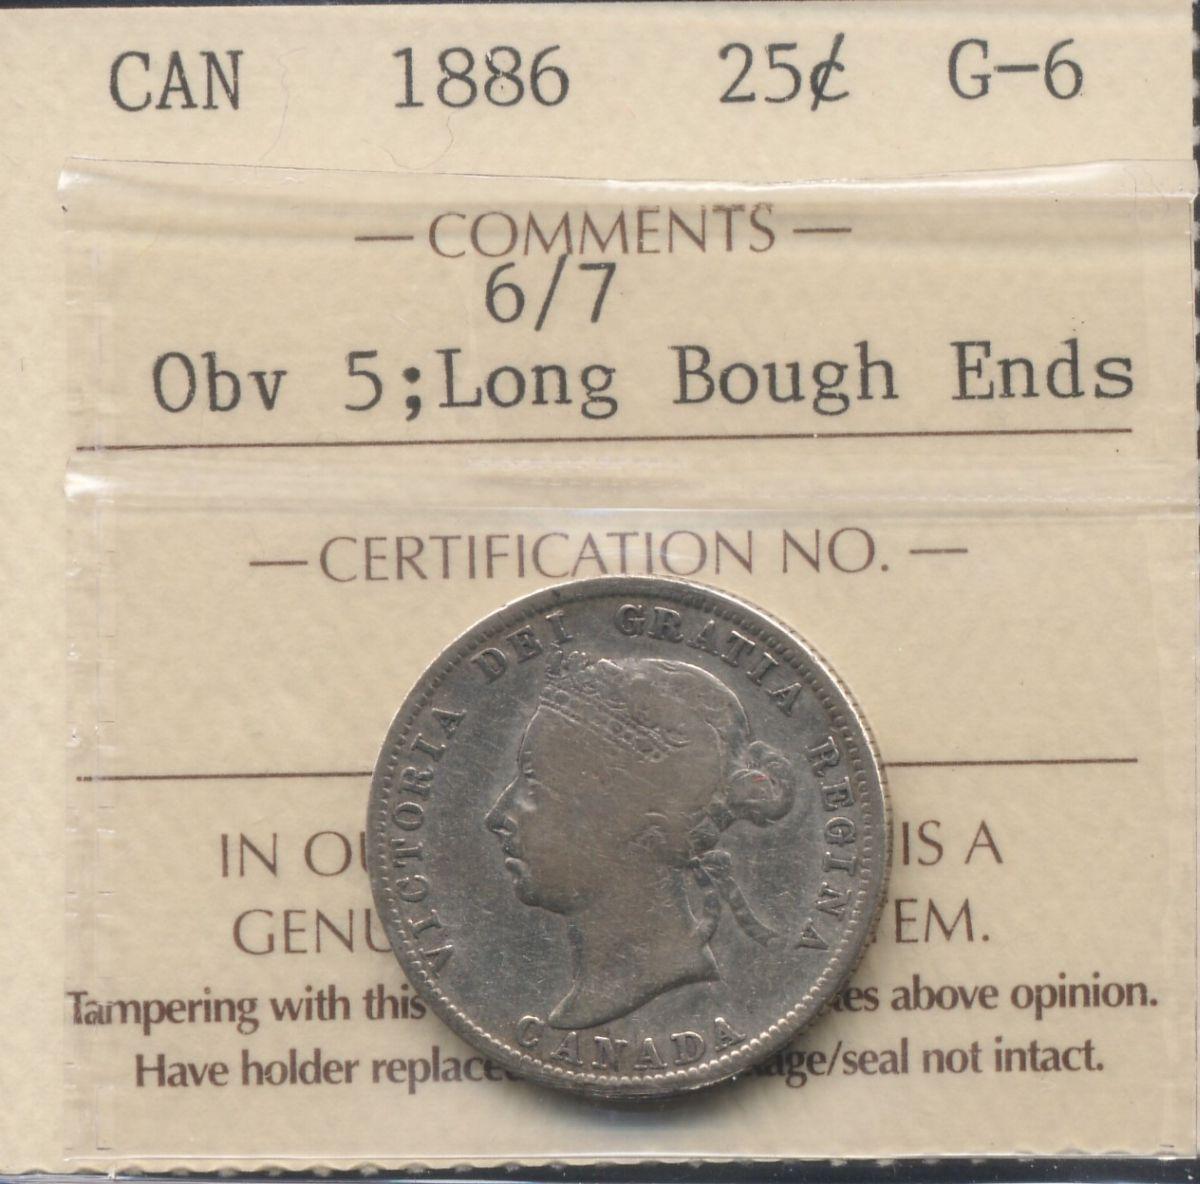 CAN 1886 25¢ G-6
— COMMENTS —
6/7
Obv 5;Long Bough Ends
— CERTIFICATION NO. —
VICTORIA DEI GRATIA REGINA
CANADA
IN OU IS A
GENU EM.
Tampering with this es above opinion.
Have holder replace age/seal not intact.